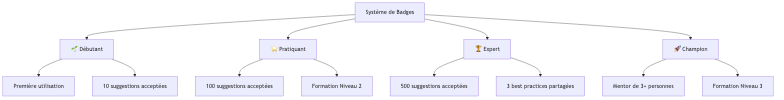 Système de Badges
🌱 Débutant
⭐ Pratiquant
🏆 Expert
🚀 Champion
Première utilisation
10 suggestions acceptées
100 suggestions acceptées
Formation Niveau 2
500 suggestions acceptées
3 best practices partagées
Mentor de 3+ personnes
Formation Niveau 3